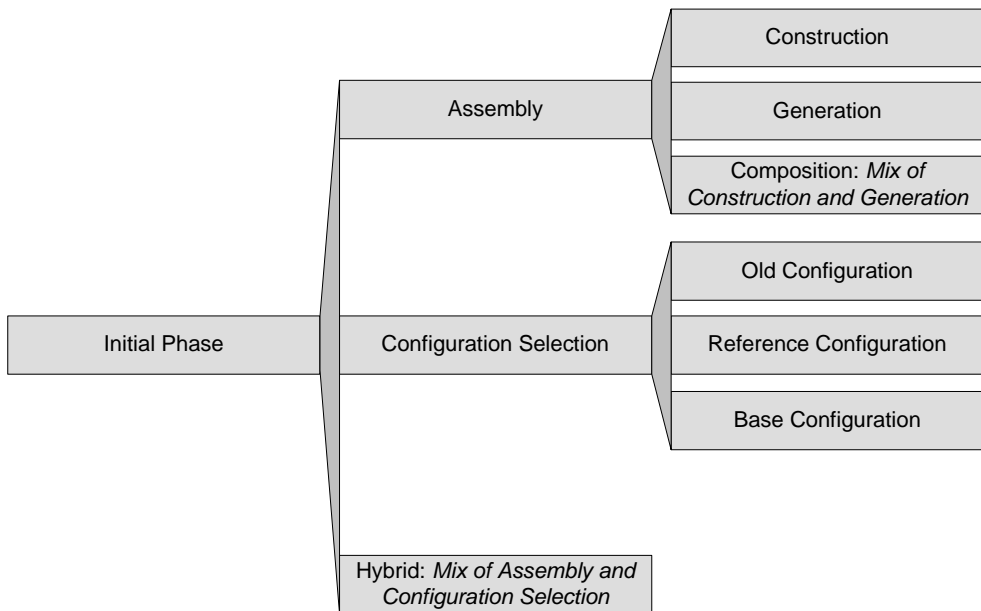 Construction
Assembly
Generation
Composition: Mix of
Construction and Generation
Old Configuration
Initial Phase
Configuration Selection
Reference Configuration
Base Configuration
Hybrid: Mix of Assembly and
Configuration Selection